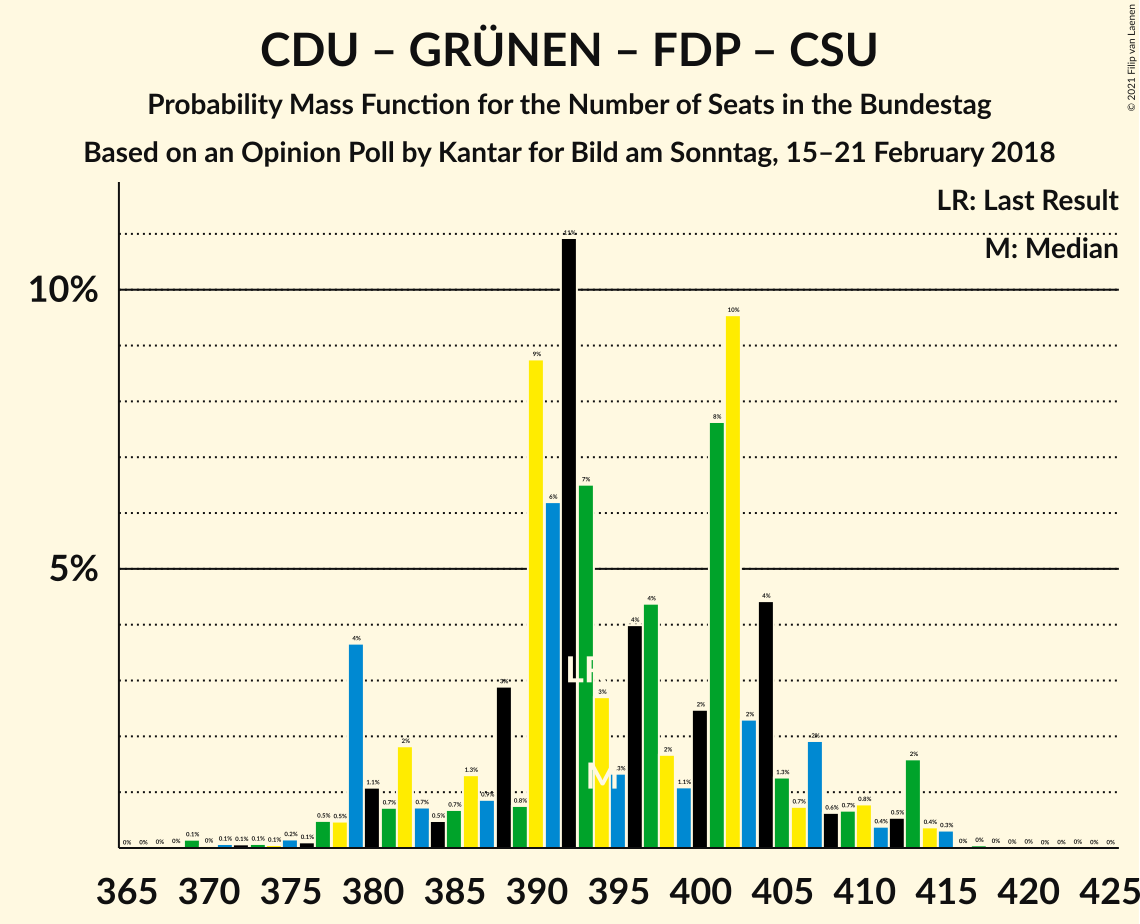 CDU – GRÜNEN – FDP – CSU
Probability Mass Function for the Number of Seats in the Bundestag
Based on an Opinion Poll by Kantar for Bild am Sonntag, 15–21 February 2018
© 2021 Filip van Laenen
LR: Last Result
M: Median
10%
5%
0% 0% 0% 0% 0.1% 0% 0.1% 0.1% 0.1% 0.1% 0.2% 0.1% 0.5% 0.5% 4% 1.1% 0.7% 2% 0.7% 0.5% 0.7% 1.3% 0.9% 3% 0.8% 9% 6% 11% 7% 3% 3% 4% 4% 2% 1.1% 2% 8% 10% 2% 4% 1.3% 0.7% 2% 0.6% 0.7% 0.8% 0.4% 0.5% 2% 0.4% 0.3% 0% 0% 0% 0% 0% 0% 0% 0% 0% 0%
LR
M
365 370 375 380 385 390 395 400 405 410 415 420 425